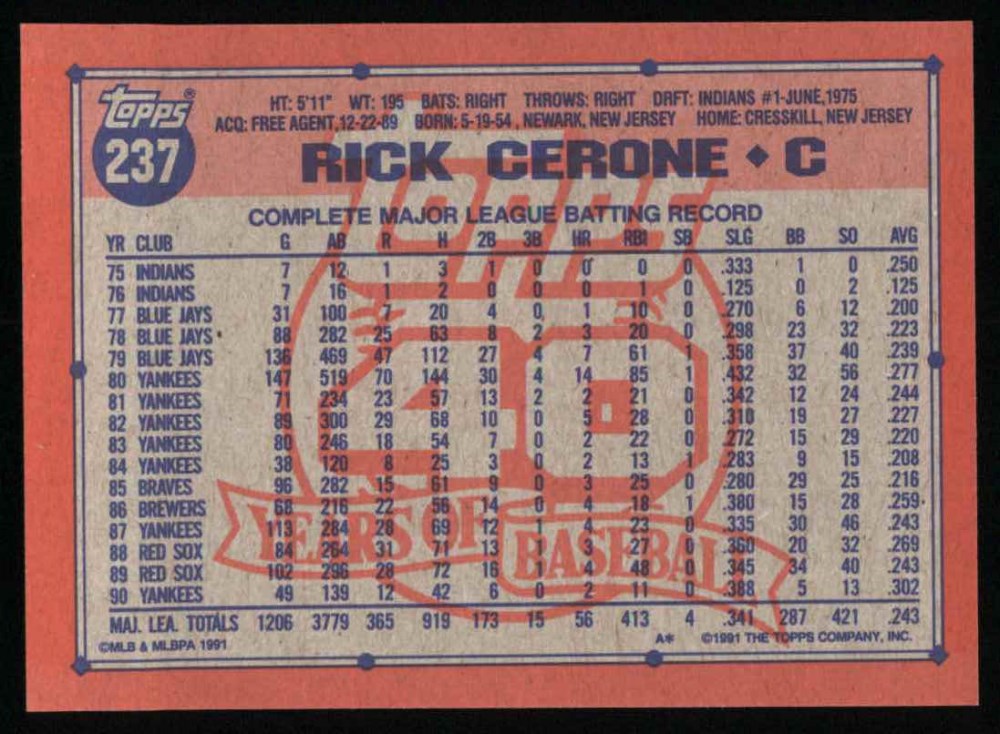 Topps®
237
HT: 5'11" WT: 195 BATS: RIGHT THROWS: RIGHT DRFT: INDIANS #1-JUNE, 1975
ACQ: FREE AGENT, 12-22-89 BORN: 5-19-54, NEWARK, NEW JERSEY HOME: CRESSKILL, NEW JERSEY
RICK CERONE ◆ C
COMPLETE MAJOR LEAGUE BATTING RECORD
YR CLUB G AB R H 2B 3B HR RBI SB SLG BB SO AVG
75 INDIANS 7 12 1 3 1 0 0 0 0 .333 1 0 .250
76 INDIANS 7 16 1 2 0 0 0 1 0 .125 0 2 .125
77 BLUE JAYS 31 100 7 20 4 0 1 10 0 .270 6 12 .200
78 BLUE JAYS 88 282 25 63 8 2 3 20 0 .298 23 32 .223
79 BLUE JAYS 136 469 47 112 27 4 7 61 1 .358 37 40 .239
80 YANKEES 147 519 70 144 30 4 14 85 1 .432 32 56 .277
81 YANKEES 71 234 23 57 13 2 2 21 0 .342 12 24 .244
82 YANKEES 89 300 29 68 10 0 5 28 0 .310 19 27 .227
83 YANKEES 80 246 18 54 7 0 2 22 0 .272 15 29 .220
84 YANKEES 38 120 8 25 3 0 2 13 1 .283 9 15 .208
85 BRAVES 96 282 15 61 9 0 3 25 0 .280 29 25 .216
86 BREWERS 68 216 22 56 14 0 4 18 1 .380 15 28 .259
87 YANKEES 113 284 28 69 12 1 4 23 0 .335 30 46 .243
88 RED SOX 84 264 31 71 13 1 3 27 0 .360 20 32 .269
89 RED SOX 102 296 28 72 16 1 4 48 0 .345 34 40 .243
90 YANKEES 49 139 12 42 6 0 2 11 0 .388 5 13 .302
MAJ. LEA. TOTALS 1206 3779 365 919 173 15 56 413 4 .341 287 421 .243
©MLB & MLBPA 1991 A* ©1991 THE TOPPS COMPANY, INC.
TOPPS
40
YEARS OF BASEBALL